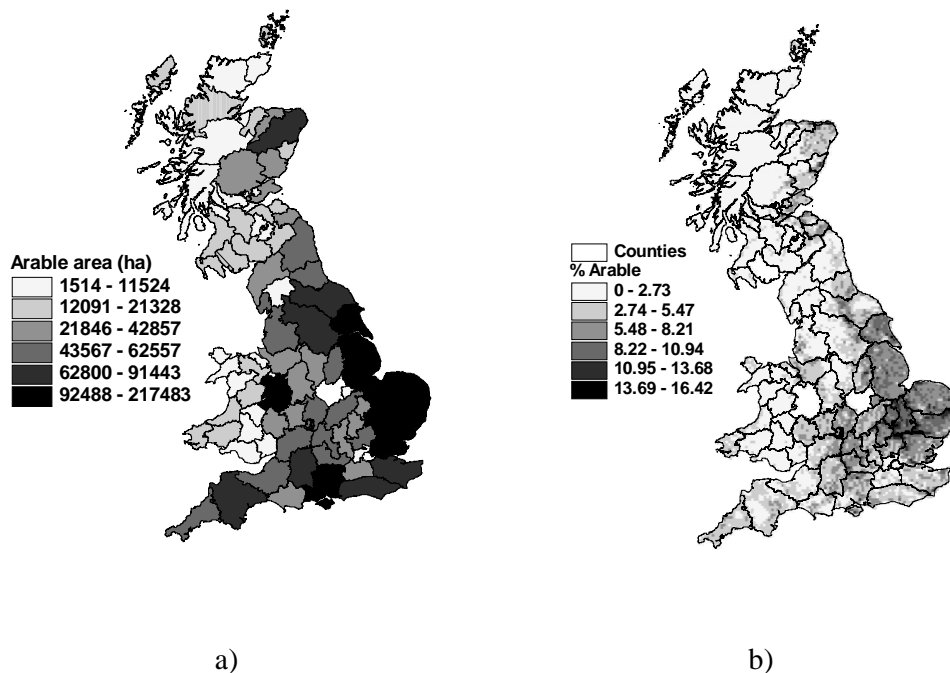 Arable area (ha)
1514 - 11524
12091 - 21328
21846 - 42857
43567 - 62557
62800 - 91443
92488 - 217483
Counties
% Arable
0 - 2.73
2.74 - 5.47
5.48 - 8.21
8.22 - 10.94
10.95 - 13.68
13.69 - 16.42
a)
b)